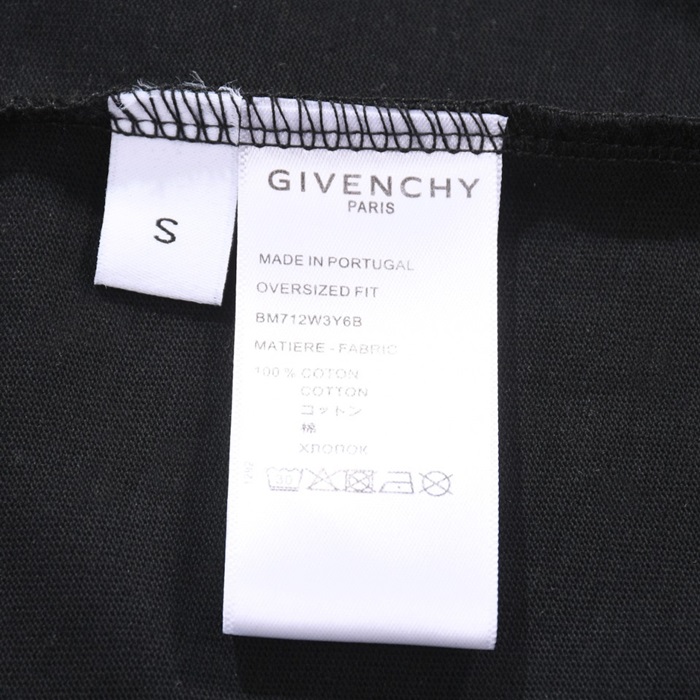 S
GIVENCHY
PARIS
MADE IN PORTUGAL
OVERSIZED FIT
BM712W3Y6B
MATIERE - FABRIC
100 % COTON
COTTON
コットン
棉
ХЛОПОК
30